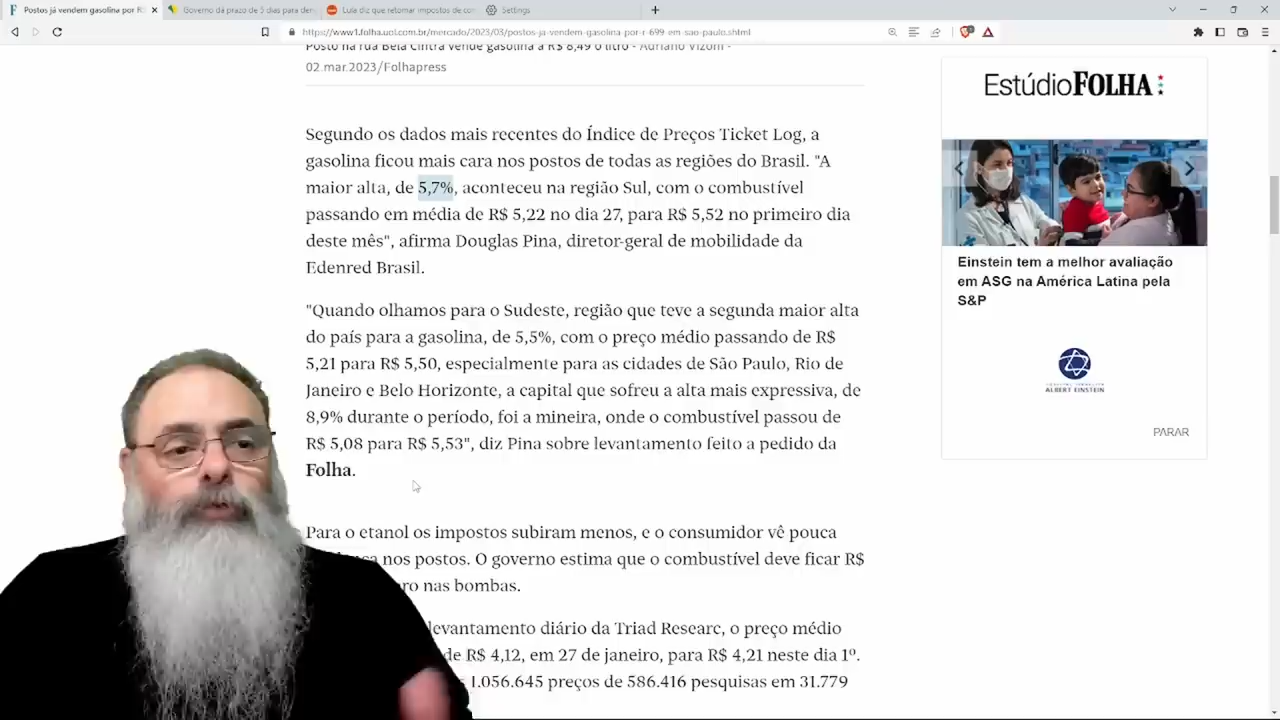 Postos já vendem gasolina por R$
Governo dá prazo de 5 dias para den
Lula diz que retomar impostos de con
Settings
https://www1.folha.uol.com.br/mercado/2023/03/postos-ja-vendem-gasolina-por-r-699-em-sao-paulo.shtml
Posto na rua Bela Cintra vende gasolina a R$ 8,49 o litro - Adriano Vizoni -
02.mar.2023/Folhapress
Segundo os dados mais recentes do Índice de Preços Ticket Log, a
gasolina ficou mais cara nos postos de todas as regiões do Brasil. "A
maior alta, de 5,7%, aconteceu na região Sul, com o combustível
passando em média de R$ 5,22 no dia 27, para R$ 5,52 no primeiro dia
deste mês", afirma Douglas Pina, diretor-geral de mobilidade da
Edenred Brasil.
"Quando olhamos para o Sudeste, região que teve a segunda maior alta
do país para a gasolina, de 5,5%, com o preço médio passando de R$
5,21 para R$ 5,50, especialmente para as cidades de São Paulo, Rio de
Janeiro e Belo Horizonte, a capital que sofreu a alta mais expressiva, de
8,9% durante o período, foi a mineira, onde o combustível passou de
R$ 5,08 para R$ 5,53", diz Pina sobre levantamento feito a pedido da
Folha.
Para o etanol os impostos subiram menos, e o consumidor vê pouca
nos postos. O governo estima que o combustível deve ficar R$
nas bombas.
levantamento diário da Triad Researc, o preço médio
de R$ 4,12, em 27 de janeiro, para R$ 4,21 neste dia 1º.
1.056.645 preços de 586.416 pesquisas em 31.779
Estúdio FOLHA
Einstein tem a melhor avaliação
em ASG na América Latina pela
S&P
ALBERT EINSTEIN
PARAR